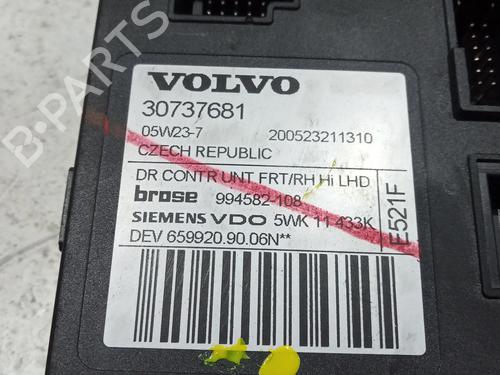 VOLVO
30737681
05W23-7 200523211310
CZECH REPUBLIC
DR CONTR UNT FRT/RH Hi LHD
brose 994582-108
SIEMENS VDO 5WK 11 433K
DEV 659920.90.06N**
E521F
B-PARTS